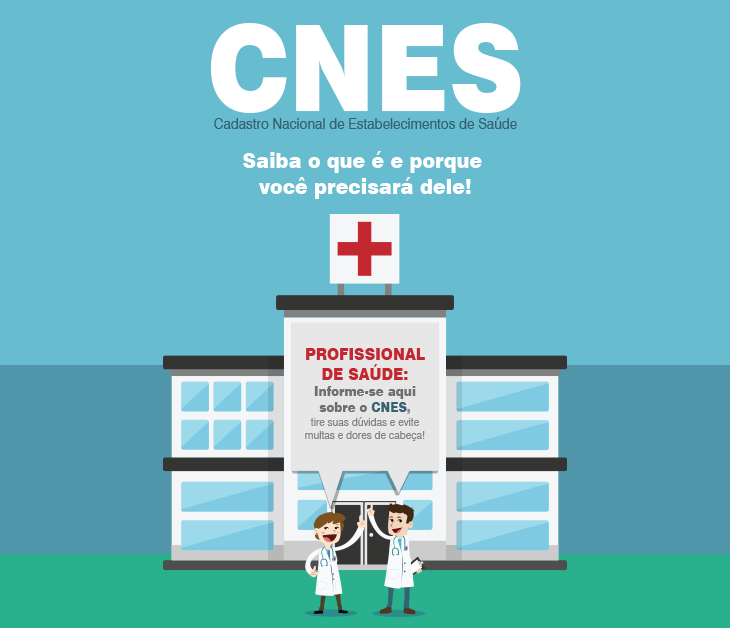 CNES
Cadastro Nacional de Estabelecimentos de Saúde
Saiba o que é e porque
você precisará dele!
PROFISSIONAL
DE SAÚDE:
Informe-se aqui
sobre o CNES,
tire suas dúvidas e evite
multas e dores de cabeça!